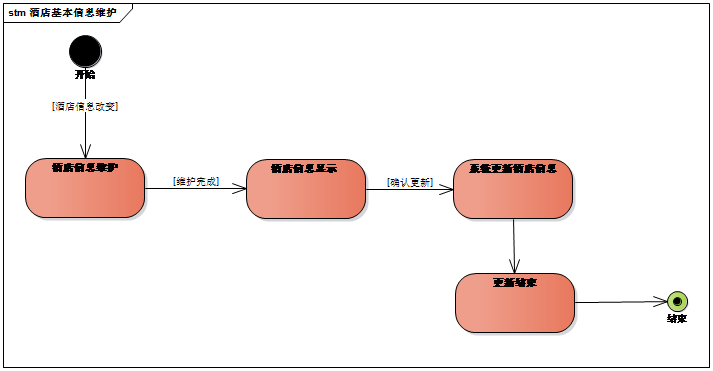 stm 酒店基本信息维护
开始
[酒店信息改变]
酒店信息维护
[维护完成]
酒店信息显示
[确认更新]
系统更新酒店信息
更新结束
结束